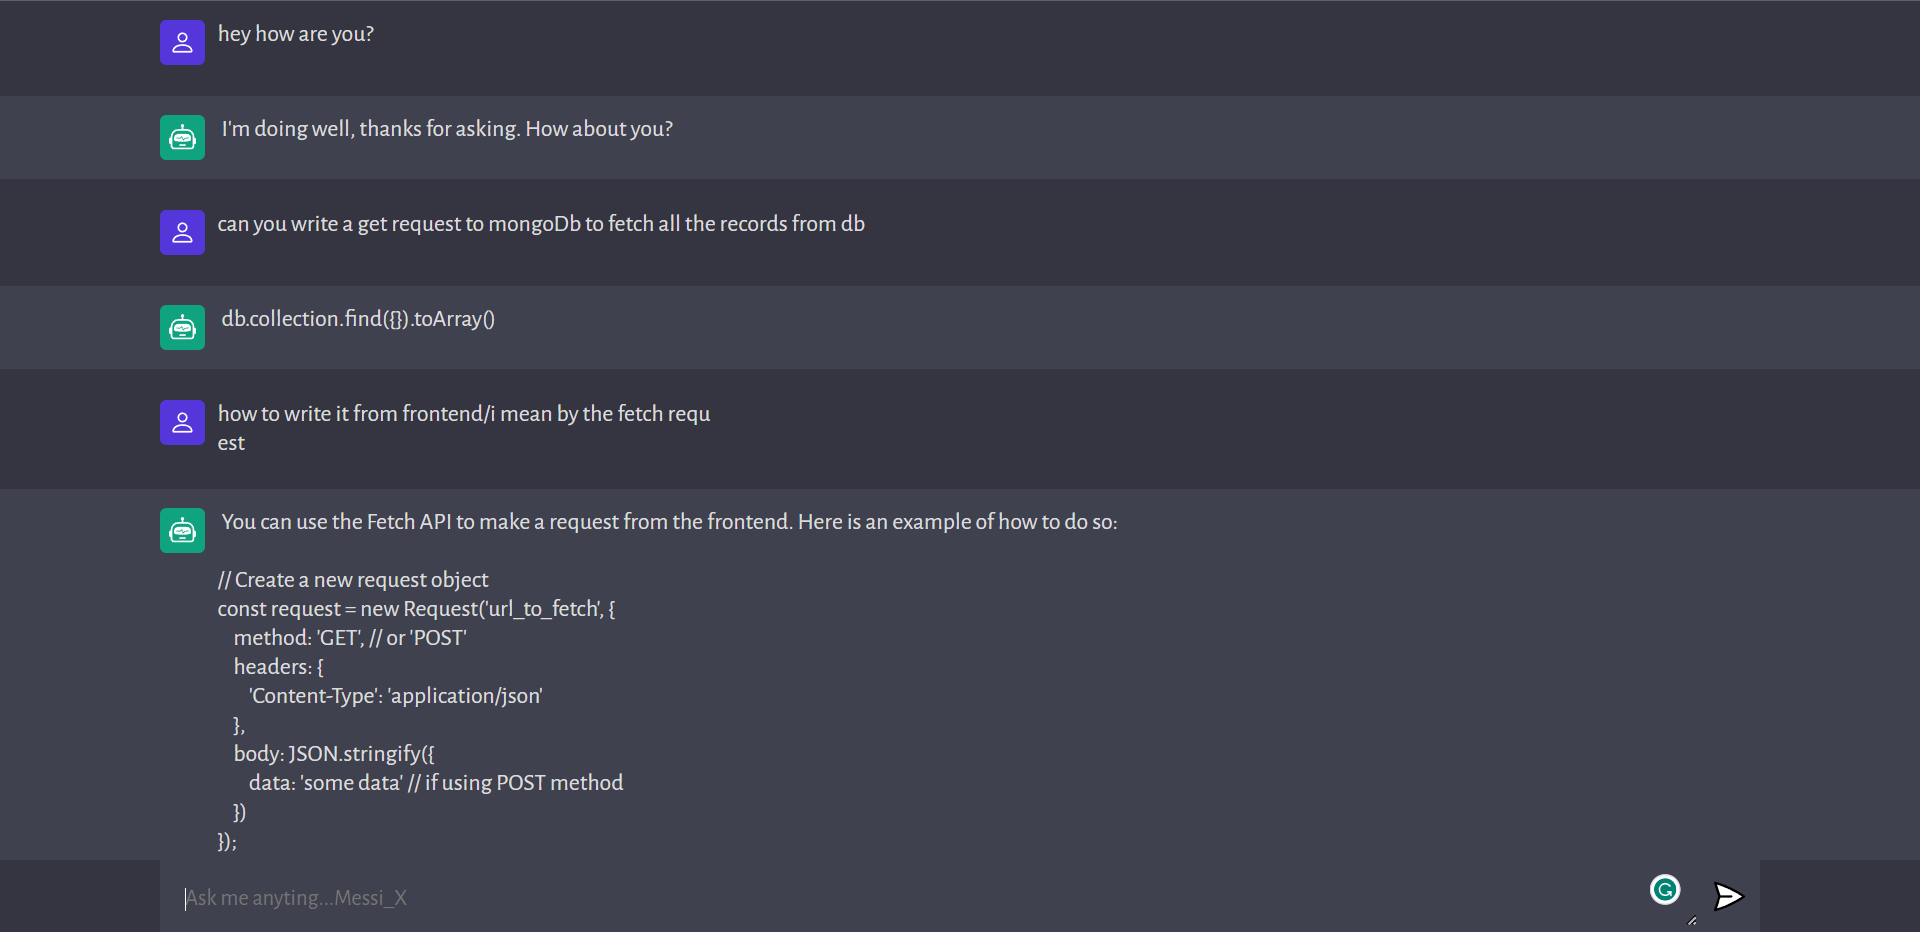 hey how are you?
I'm doing well, thanks for asking. How about you?
can you write a get request to mongoDb to fetch all the records from db
db.collection.find({}).toArray()
how to write it from frontend/i mean by the fetch requ
est
You can use the Fetch API to make a request from the frontend. Here is an example of how to do so:
// Create a new request object
const request = new Request('url_to_fetch', {
method: 'GET', // or 'POST'
headers: {
'Content-Type': 'application/json'
},
body: JSON.stringify({
data: 'some data' // if using POST method
})
});
Ask me anyting...Messi_X